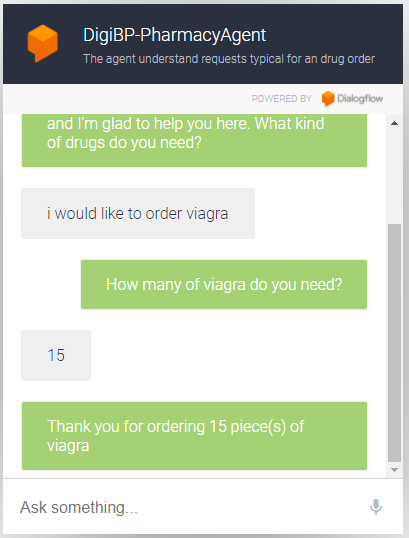 DigiBP-PharmacyAgent
The agent understand requests typical for an drug order
POWERED BY Dialogflow
and I'm glad to help you here. What kind
of drugs do you need?
i would like to order viagra
How many of viagra do you need?
15
Thank you for ordering 15 piece(s) of
viagra
Ask something...